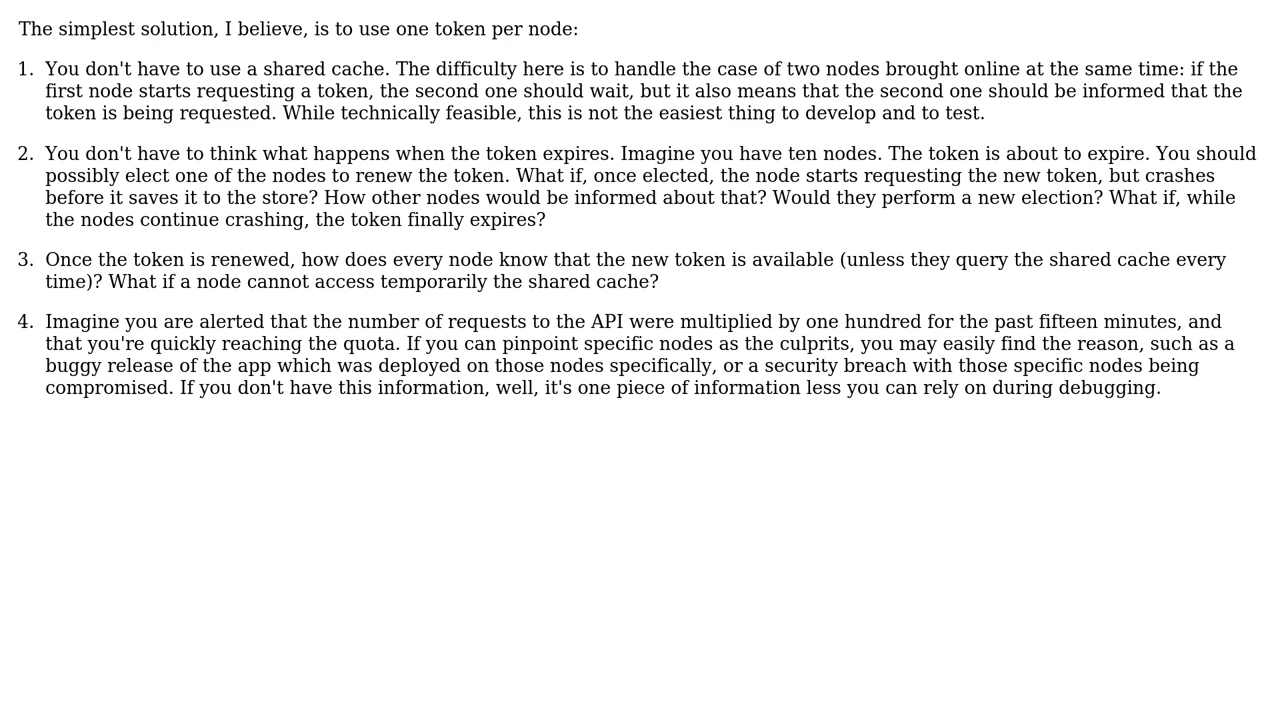 The simplest solution, I believe, is to use one token per node:
1. You don't have to use a shared cache. The difficulty here is to handle the case of two nodes brought online at the same time: if the
first node starts requesting a token, the second one should wait, but it also means that the second one should be informed that the
token is being requested. While technically feasible, this is not the easiest thing to develop and to test.
2. You don't have to think what happens when the token expires. Imagine you have ten nodes. The token is about to expire. You should
possibly elect one of the nodes to renew the token. What if, once elected, the node starts requesting the new token, but crashes
before it saves it to the store? How other nodes would be informed about that? Would they perform a new election? What if, while
the nodes continue crashing, the token finally expires?
3. Once the token is renewed, how does every node know that the new token is available (unless they query the shared cache every
time)? What if a node cannot access temporarily the shared cache?
4. Imagine you are alerted that the number of requests to the API were multiplied by one hundred for the past fifteen minutes, and
that you're quickly reaching the quota. If you can pinpoint specific nodes as the culprits, you may easily find the reason, such as a
buggy release of the app which was deployed on those nodes specifically, or a security breach with those specific nodes being
compromised. If you don't have this information, well, it's one piece of information less you can rely on during debugging.